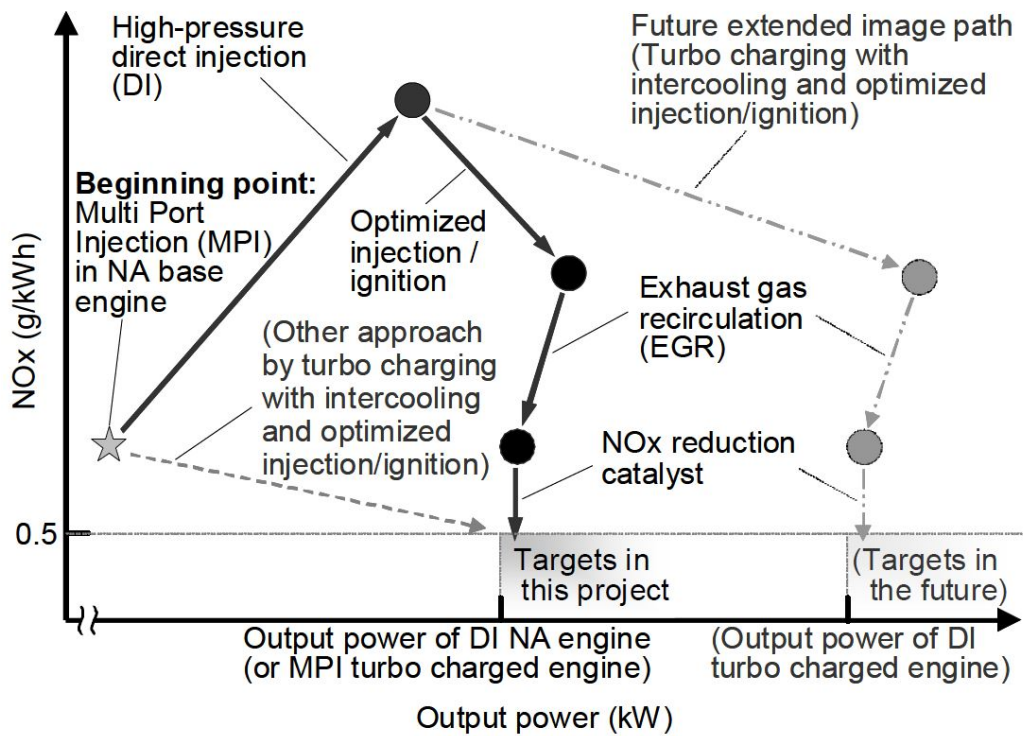 High-pressure
direct injection
(DI)
Future extended image path
(Turbo charging with
intercooling and optimized
injection/ignition)
Beginning point:
Multi Port
Injection (MPI)
in NA base
engine
Optimized
injection /
ignition
Exhaust gas
recirculation
(EGR)
(Other approach
by turbo charging
with intercooling
and optimized
injection/ignition)
NOx reduction
catalyst
NOx (g/kWh)
0.5
Targets in
this project
(Targets in
the future)
Output power of DI NA engine
(or MPI turbo charged engine)
(Output power of DI
turbo charged engine)
Output power (kW)